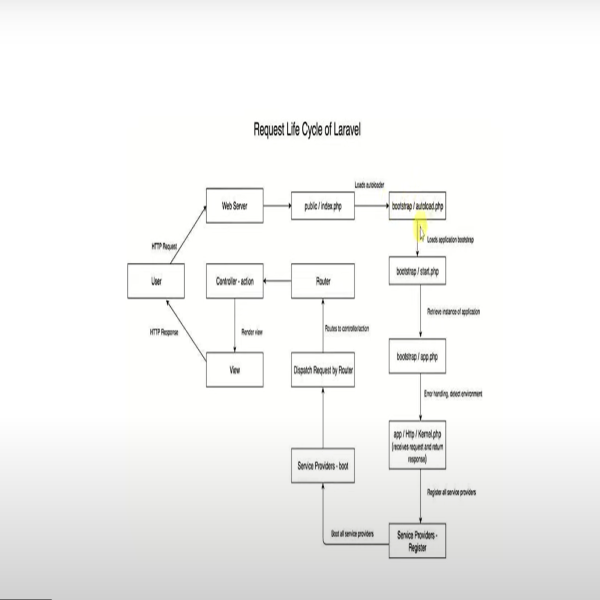 Request Life Cycle of Laravel
Loads autoloader
Web Server
public / index.php
bootstrap / autoload.php
HTTP Request
Loads application bootstrap
User
Controller - action
Router
bootstrap / start.php
HTTP Response
Render view
Routes to controller/action
Retrieve instance of application
View
Dispatch Request by Router
bootstrap / app.php
Error handling, detect environment
app / Http / Kernel.php
(receives request and return
response)
Service Providers - boot
Register all service providers
Boot all service providers
Service Providers -
Register